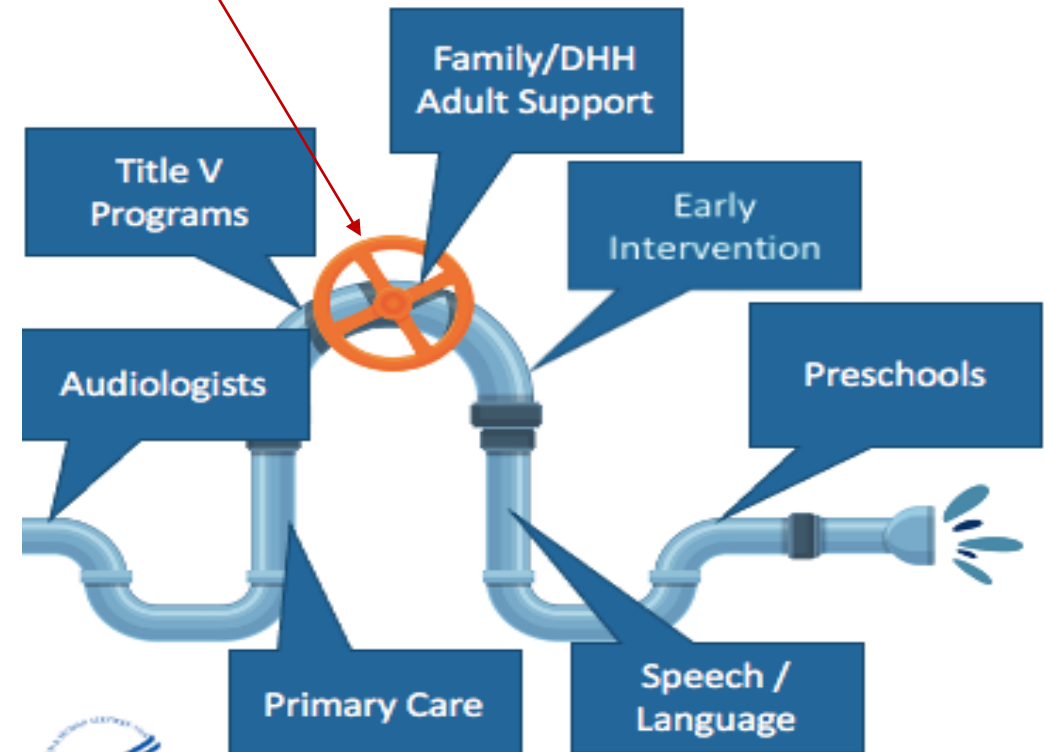 Family/DHH
Adult Support
Title V
Programs
Early
Intervention
Audiologists
Preschools
Primary Care
Speech /
Language